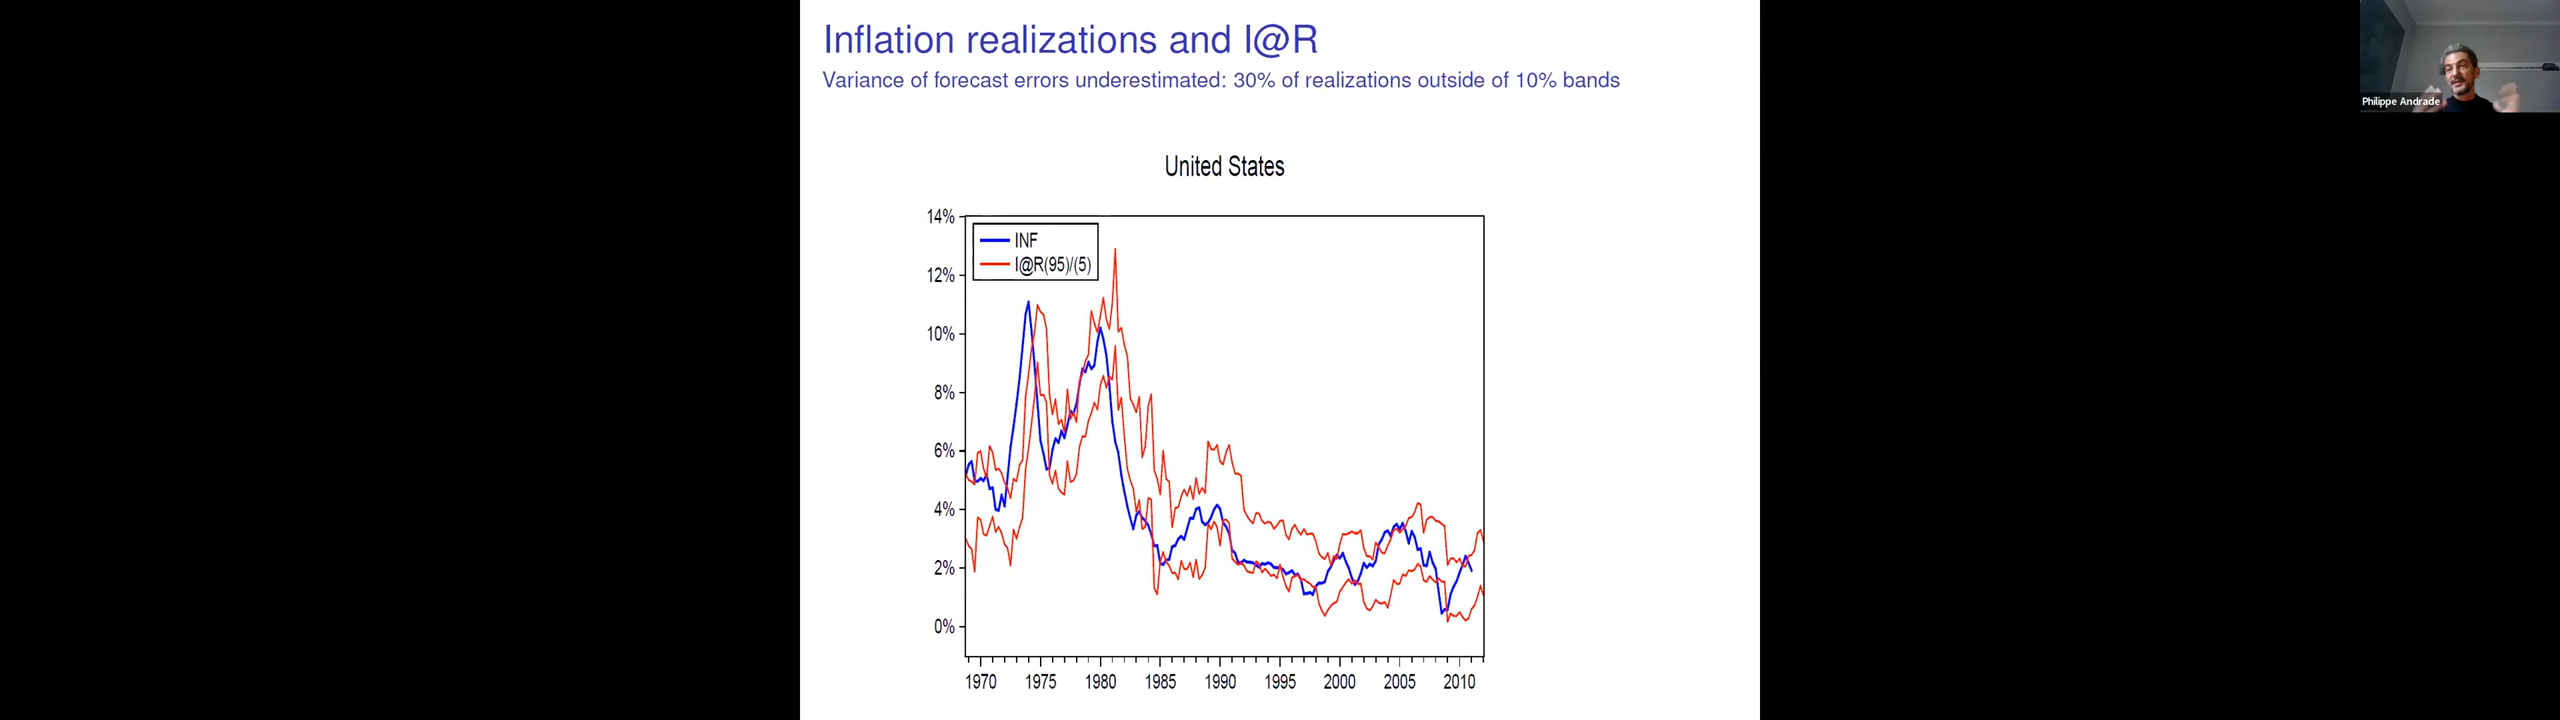 Inflation realizations and I@R
Variance of forecast errors underestimated: 30% of realizations outside of 10% bands
Philippe Andrade
United States
14%
INF
I@R(95)/(5)
12%
10%
8%
6%
4%
2%
0%
1970 1975 1980 1985 1990 1995 2000 2005 2010